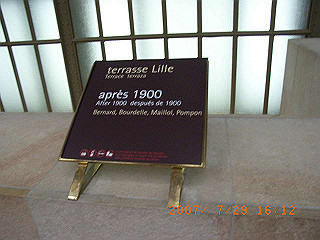 terrasse Lille
Terrace terraza
après 1900
After 1900 después de 1900
Bernard, Bourdelle, Maillol, Pompon
2007 7 29 16 12